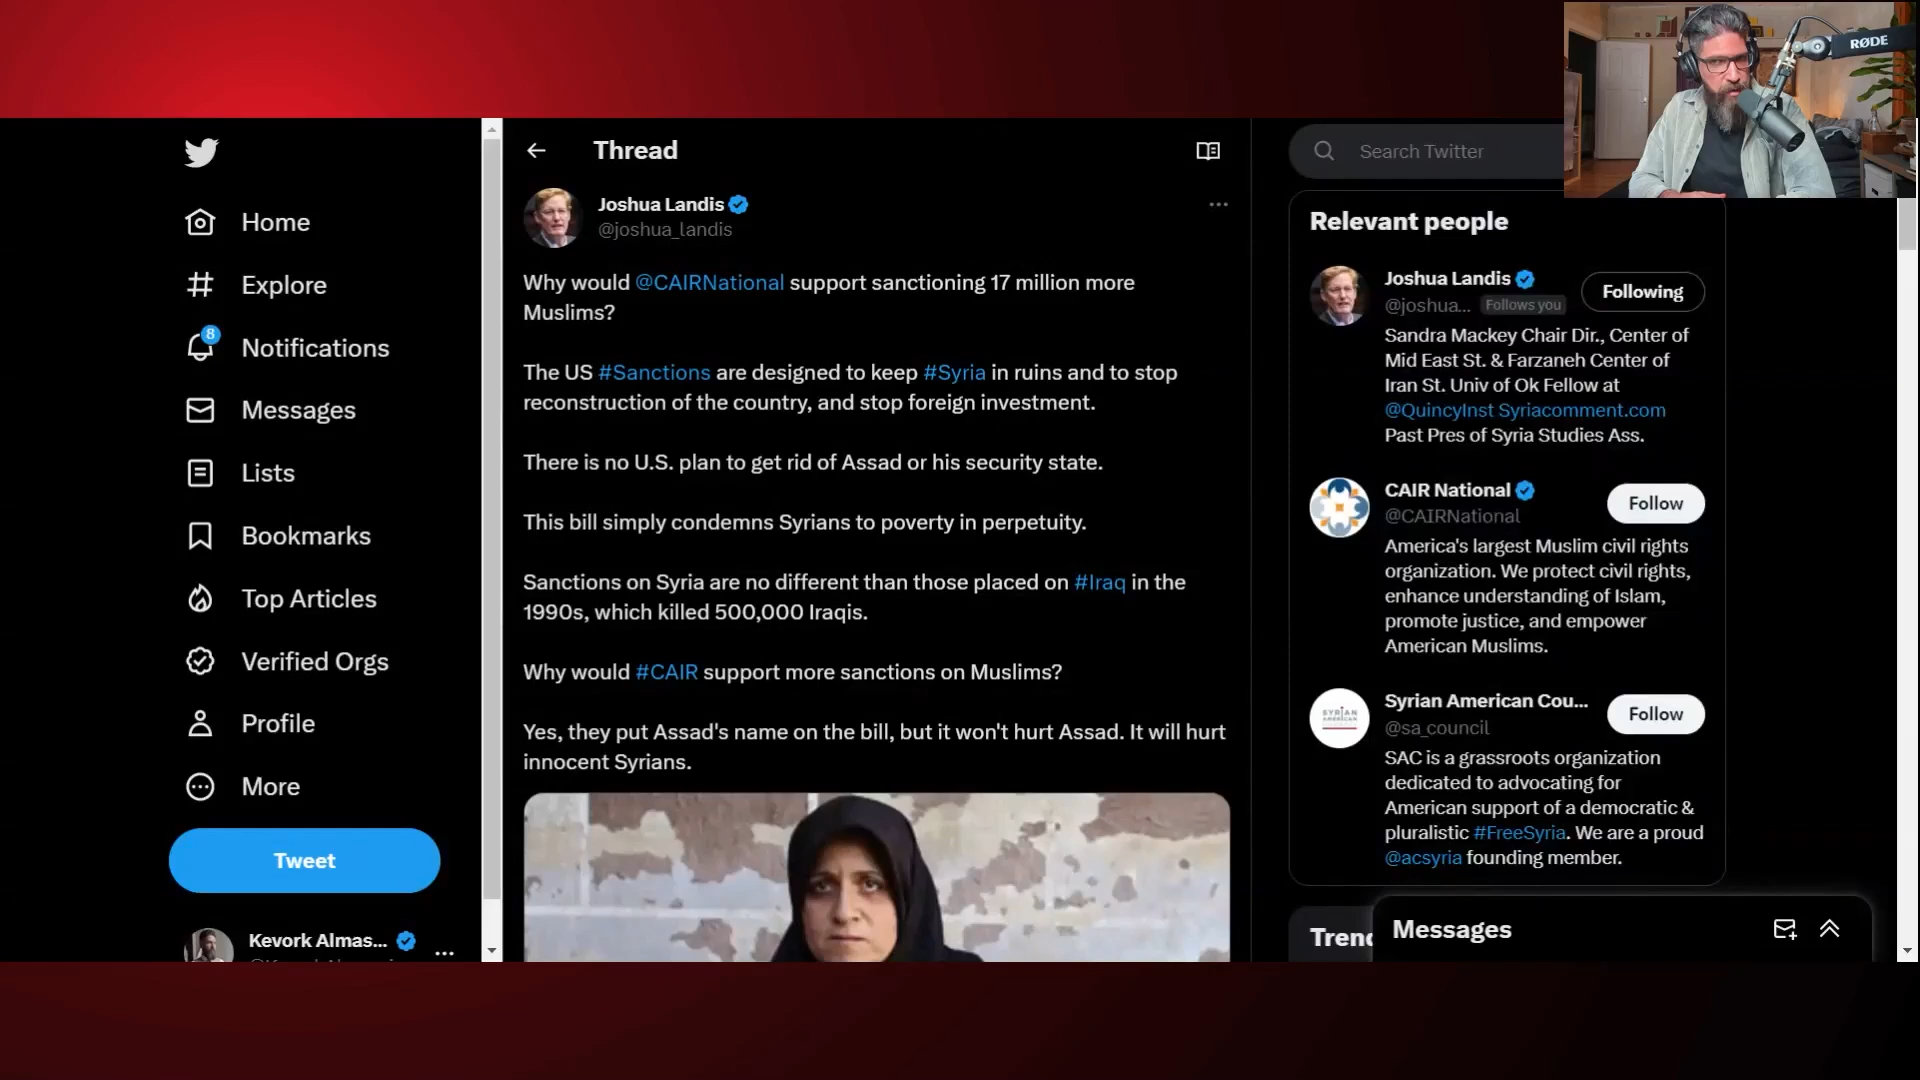 RØDE
Thread
Search Twitter
Home
Explore
8
Notifications
Messages
Lists
Bookmarks
Top Articles
Verified Orgs
Profile
More
Tweet
Kevork Almas...
Joshua Landis
@joshua_landis
Why would @CAIRNational support sanctioning 17 million more
Muslims?
The US #Sanctions are designed to keep #Syria in ruins and to stop
reconstruction of the country, and stop foreign investment.
There is no U.S. plan to get rid of Assad or his security state.
This bill simply condemns Syrians to poverty in perpetuity.
Sanctions on Syria are no different than those placed on #Iraq in the
1990s, which killed 500,000 Iraqis.
Why would #CAIR support more sanctions on Muslims?
Yes, they put Assad's name on the bill, but it won't hurt Assad. It will hurt
innocent Syrians.
Relevant people
Joshua Landis
@joshua... Follows you
Following
Sandra Mackey Chair Dir., Center of
Mid East St. & Farzaneh Center of
Iran St. Univ of Ok Fellow at
@QuincyInst Syriacomment.com
Past Pres of Syria Studies Ass.
CAIR National
@CAIRNational
Follow
America's largest Muslim civil rights
organization. We protect civil rights,
enhance understanding of Islam,
promote justice, and empower
American Muslims.
SYRIAN
AMERICAN
Syrian American Cou...
@sa_council
Follow
SAC is a grassroots organization
dedicated to advocating for
American support of a democratic &
pluralistic #FreeSyria. We are a proud
@acsyria founding member.
Trend
Messages